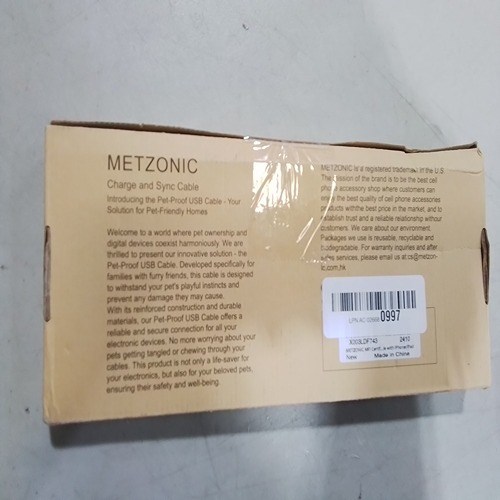 METZONIC
Charge and Sync Cable
Introducing the Pet-Proof USB Cable - Your
Solution for Pet-Friendly Homes
Welcome to a world where pet ownership and
digital devices coexist harmoniously. We are
thrilled to present our innovative solution - the
Pet-Proof USB Cable. Developed specifically for
families with furry friends, this cable is designed
to withstand your pet's playful instincts and
prevent any damage they may cause.
With its reinforced construction and durable
materials, our Pet-Proof USB Cable offers a
reliable and secure connection for all your
electronic devices. No more worrying about your
pets getting tangled or chewing through your
cables. This product is not only a life-saver for
your electronics, but also for your beloved pets,
ensuring their safety and well-being.
METZONIC is a registered trademark in the U.S
The mission of the brand is to be the best cell
phone accessory shop where customers can
enjoy the best quality of cell phone accessories
products withthe best price in the market, and to
establish trust and a reliable relationship without
customers. We care about our environment.
Packages we use is reusable, recyclable and
biodegradable. For warranty inquiries and after
sales services, please email us at cs@metzon-
ic.com.hk
0997
2410
New
Made in China